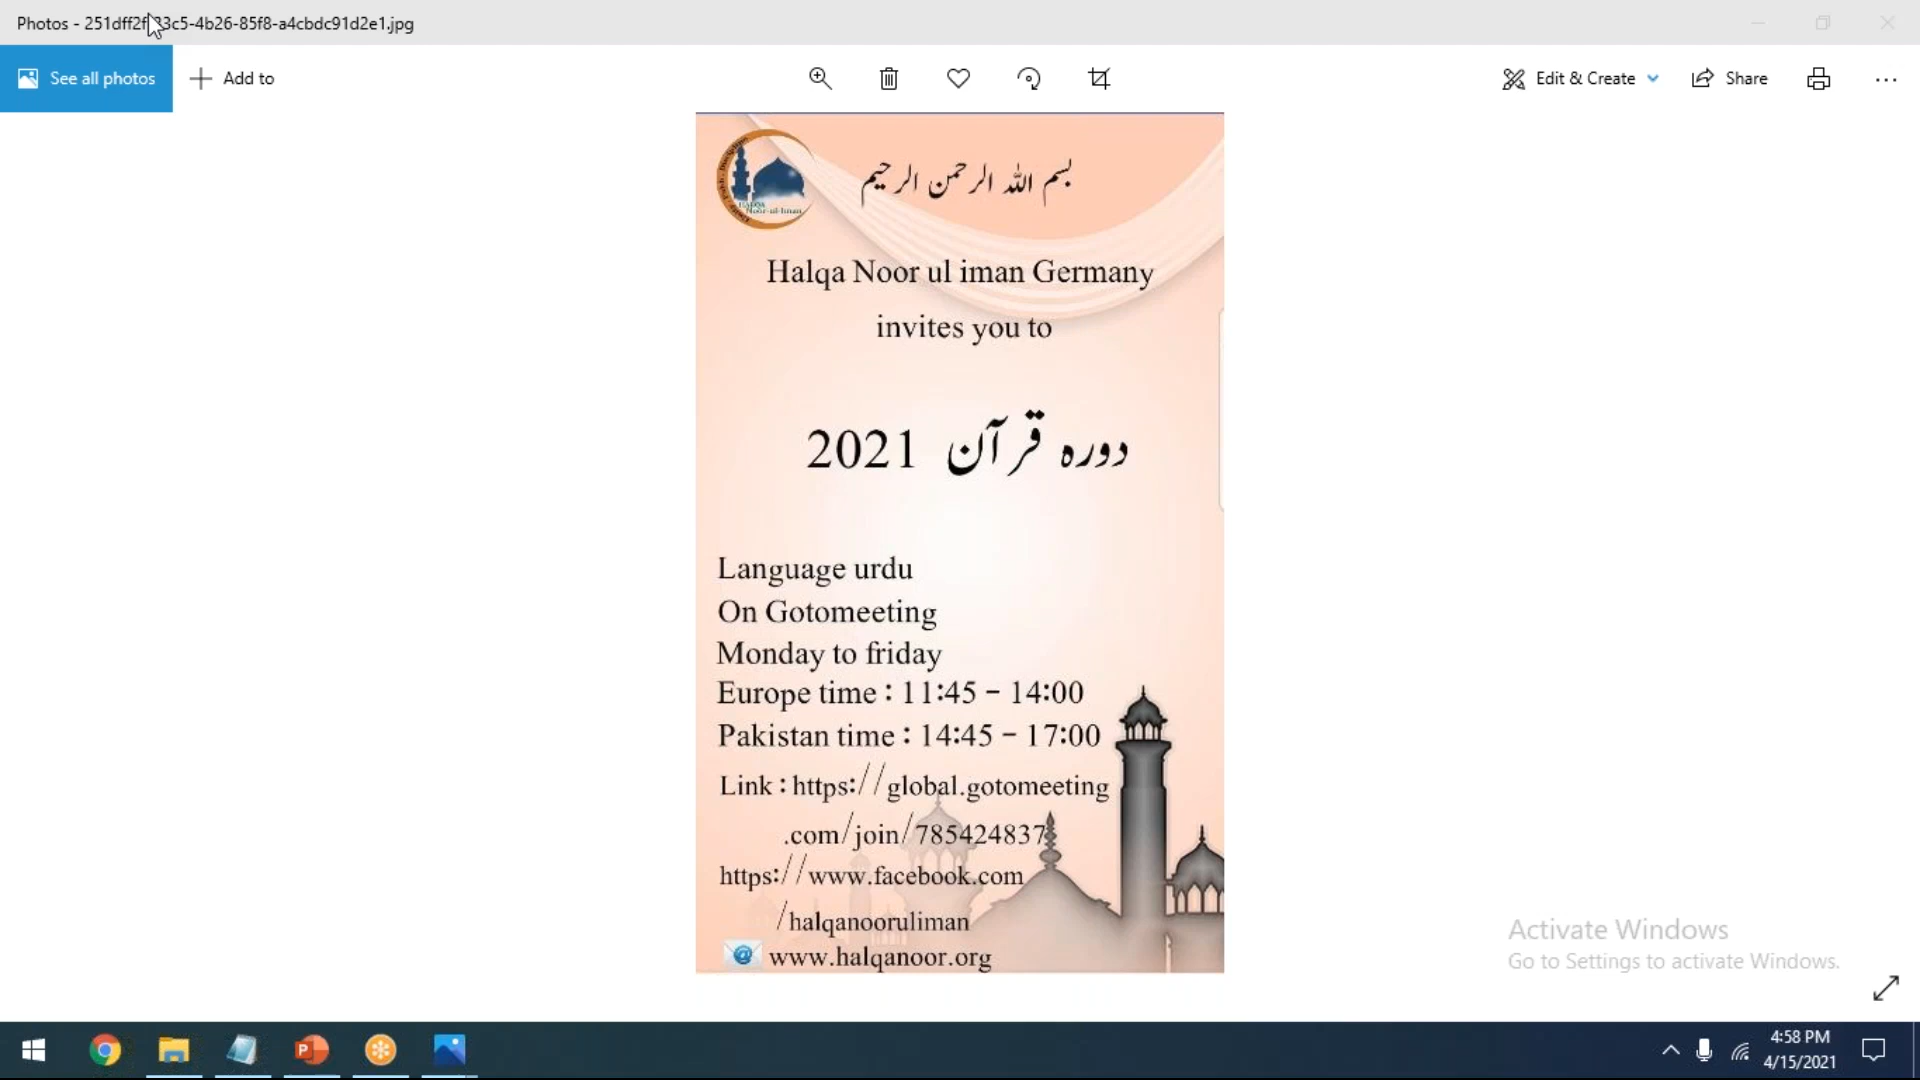 Photos - 251dff2f 3c5-4b26-85f8-a4cbdc91d2e1.jpg
See all photos
Add to
Edit & Create
Share
بسم اللہ الرحمن الرحیم
HALQA
Noor-ul-Iman
Halqa Noor ul iman Germany
invites you to
دورہ قرآن 2021
Language urdu
On Gotomeeting
Monday to friday
Europe time : 11:45 - 14:00
Pakistan time : 14:45 - 17:00
Link : https://global.gotomeeting
.com/join/785424837
https://www.facebook.com
/halqanooruliman
www.halqanoor.org
Activate Windows
Go to Settings to activate Windows.
4:58 PM
4/15/2021